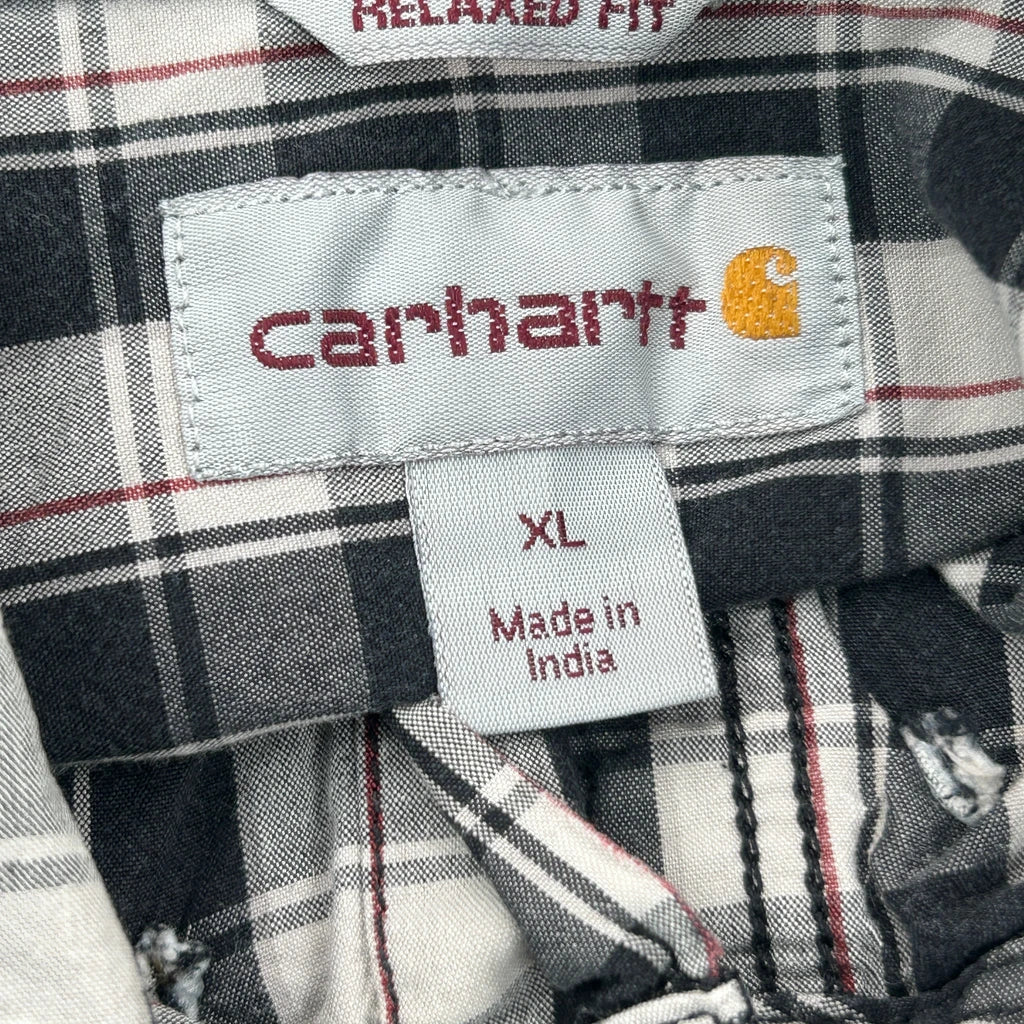 RELAXED FIT
carhartt
XL
Made in
India